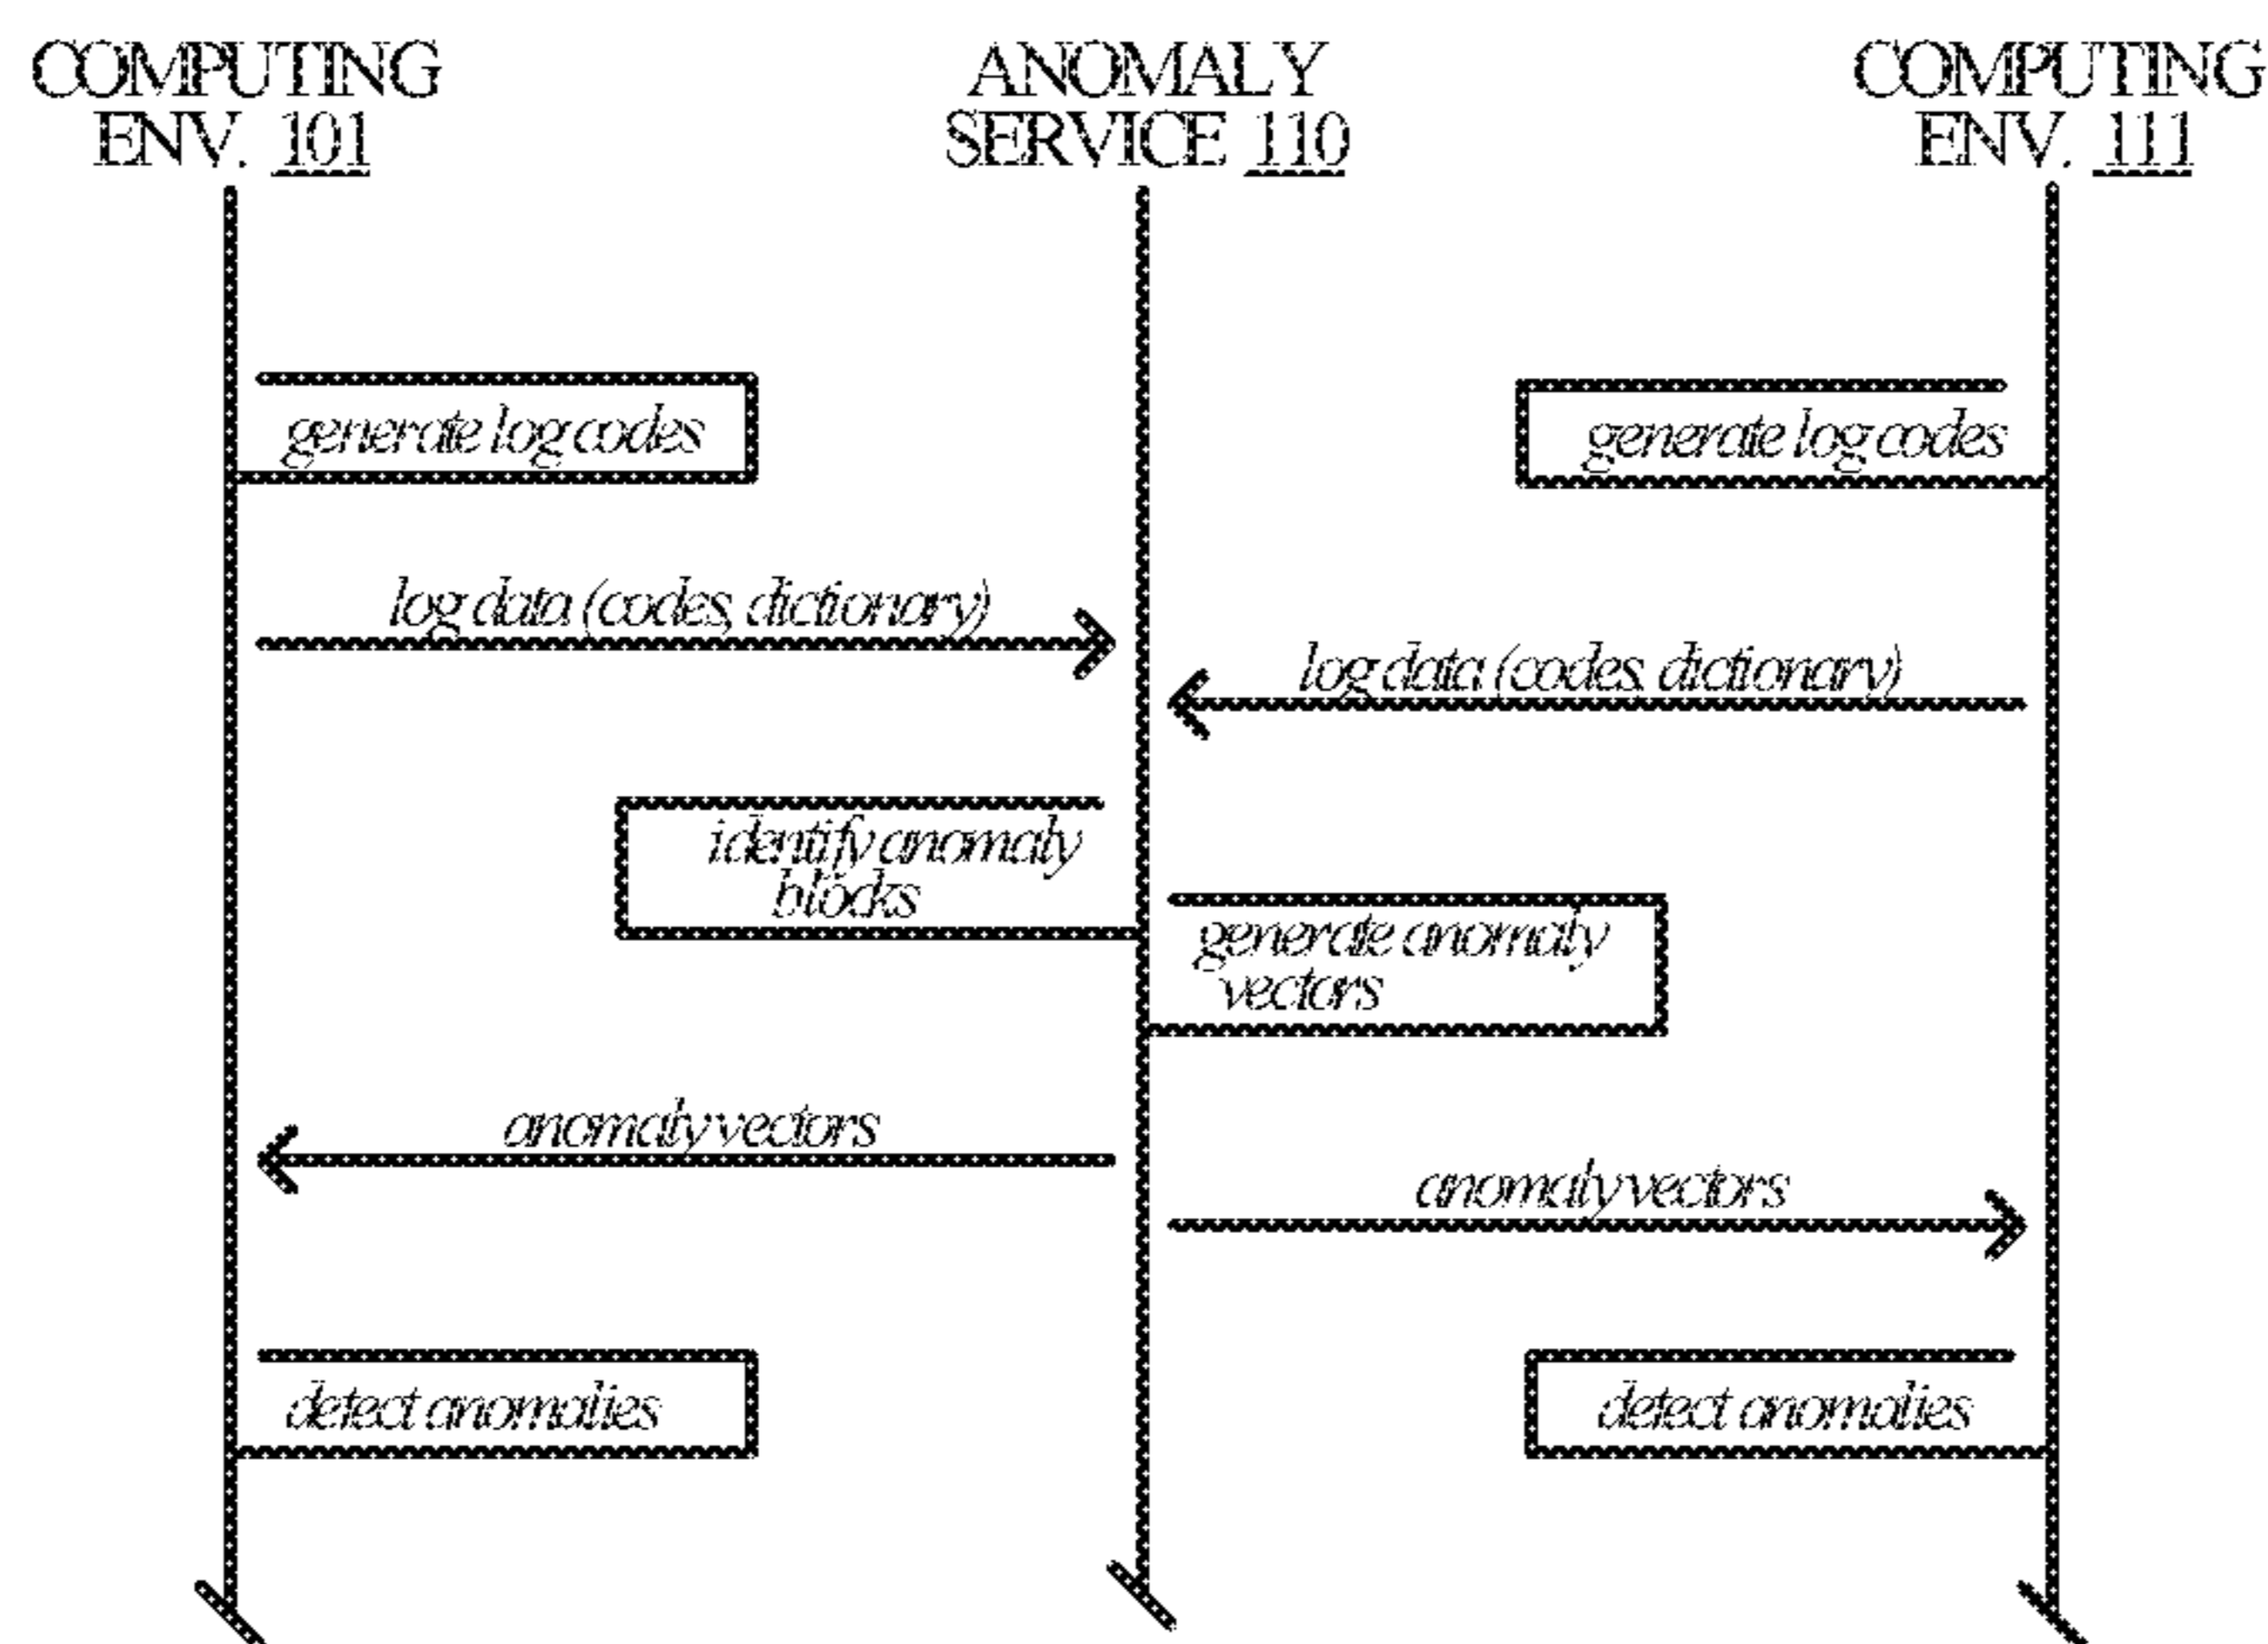 COMPUTING
ENV. 101
ANOMALY
SERVICE 110
COMPUTING
ENV. 111
generate log codes
generate log codes
log data (codes, dictionary)
log data (codes, dictionary)
identify anomaly
blocks
generate anomaly
vectors
anomaly vectors
anomaly vectors
detect anomalies
detect anomalies